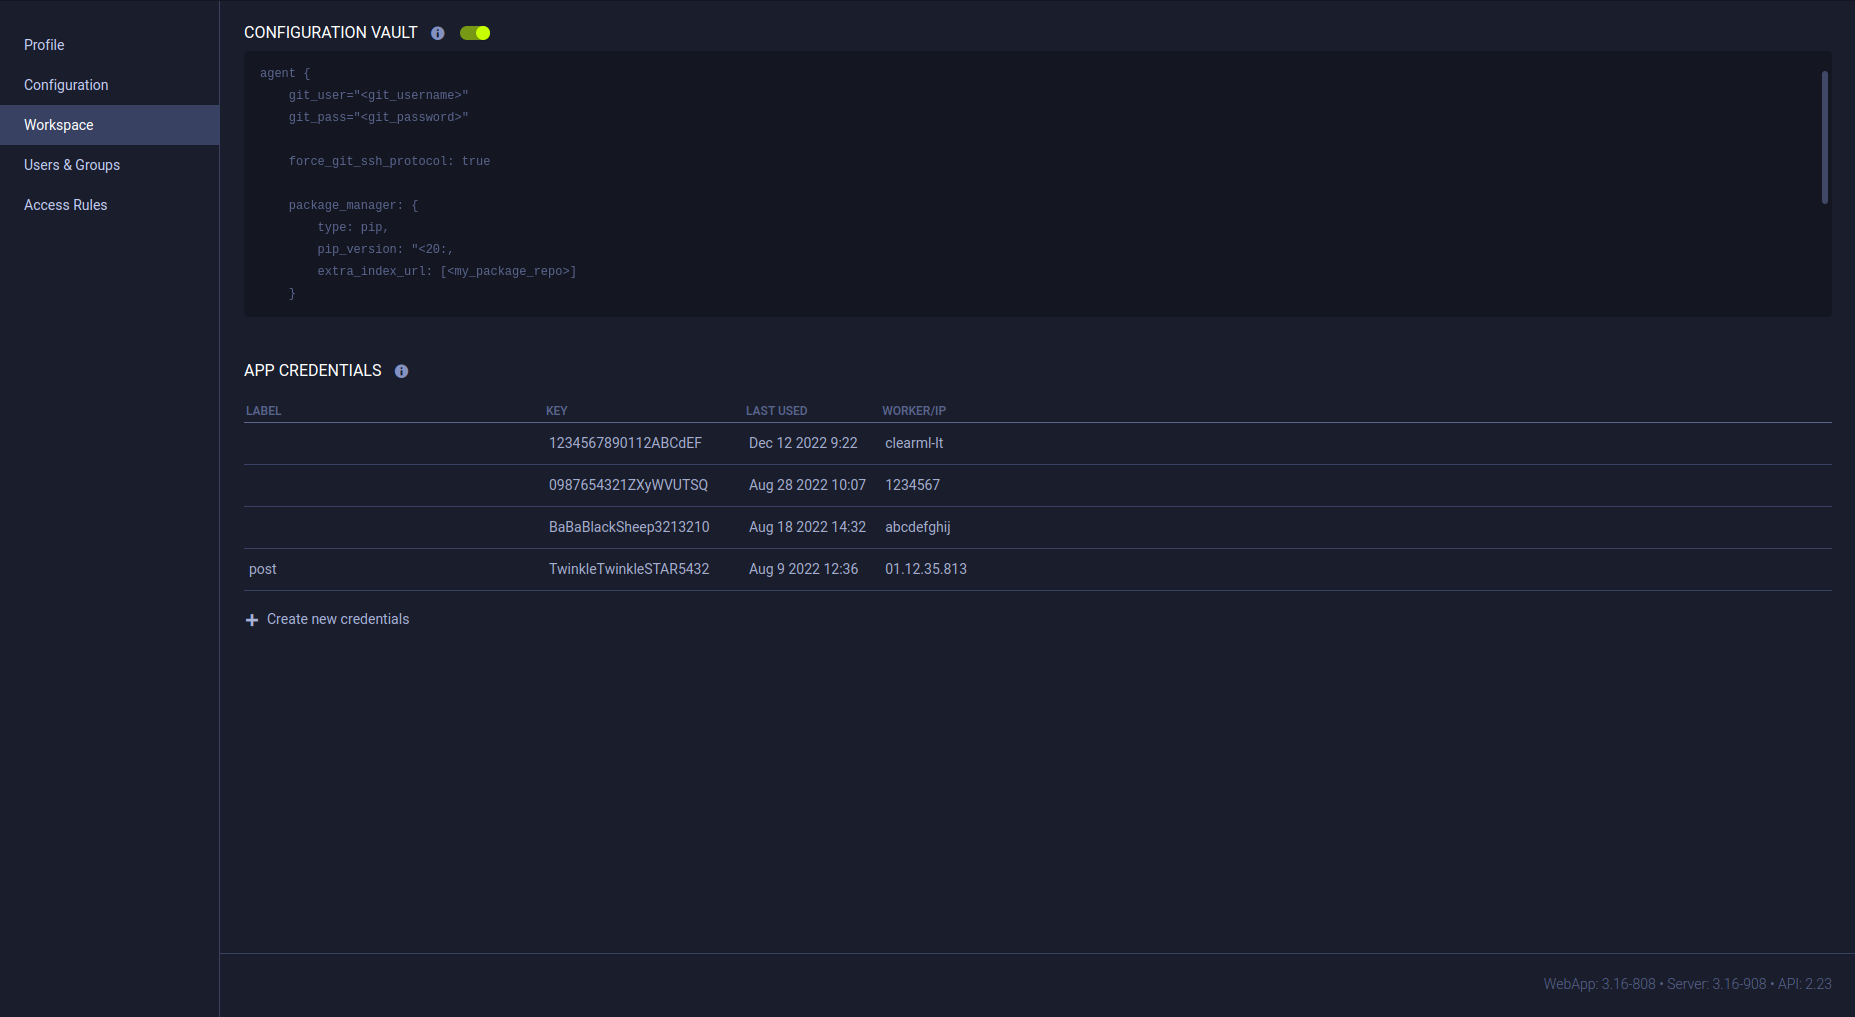 Profile
Configuration
Workspace
Users & Groups
Access Rules
CONFIGURATION VAULT
agent {
git_user="<git_username>"
git_pass="<git_password>"
force_git_ssh_protocol: true
package_manager: {
type: pip,
pip_version: "<20:,
extra_index_url: [<my_package_repo>]
}
APP CREDENTIALS
LABEL KEY LAST USED WORKER/IP
1234567890112ABCdEF Dec 12 2022 9:22 clearml-lt
0987654321ZXyWVUTSQ Aug 28 2022 10:07 1234567
BaBaBlackSheep3213210 Aug 18 2022 14:32 abcdefghij
post TwinkleTwinkleSTAR5432 Aug 9 2022 12:36 01.12.35.813
Create new credentials
WebApp: 3.16-808 • Server: 3.16-908 • API: 2.23